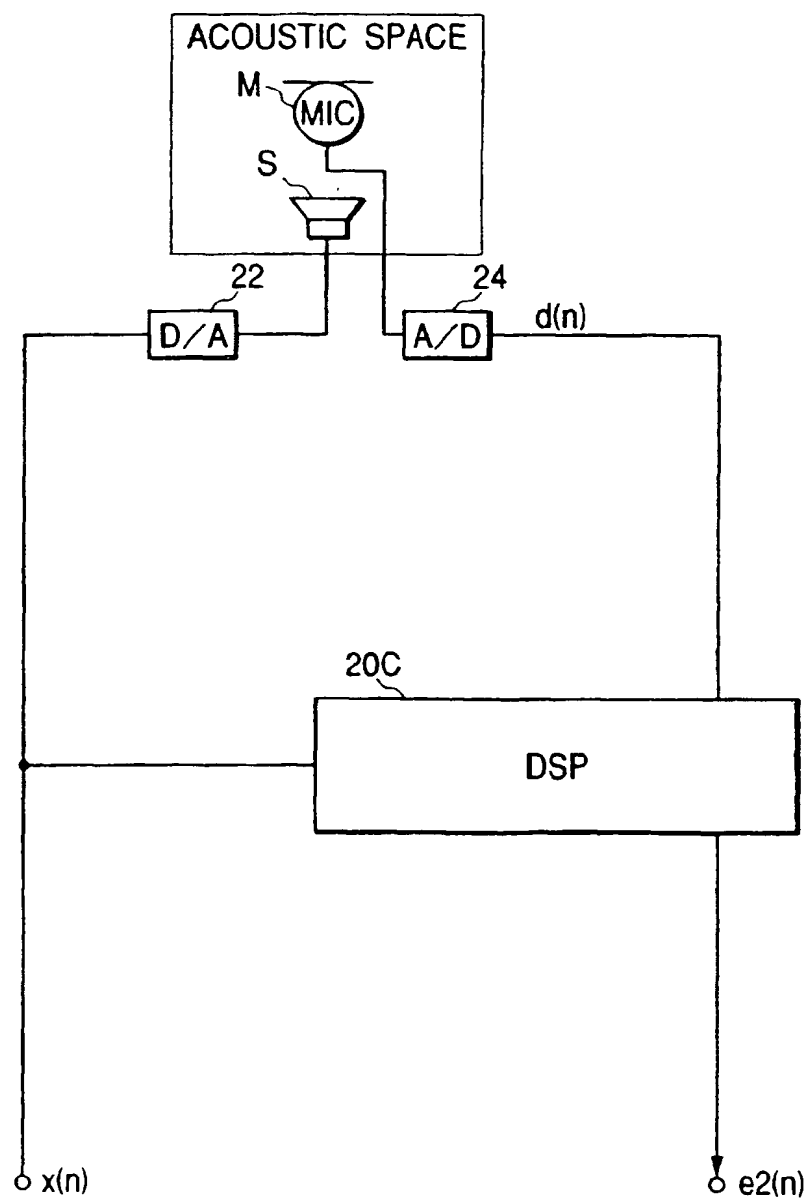 ACOUSTIC SPACE
M
MIC
S
22
24
D/A
A/D
d(n)
20C
DSP
x(n)
e2(n)